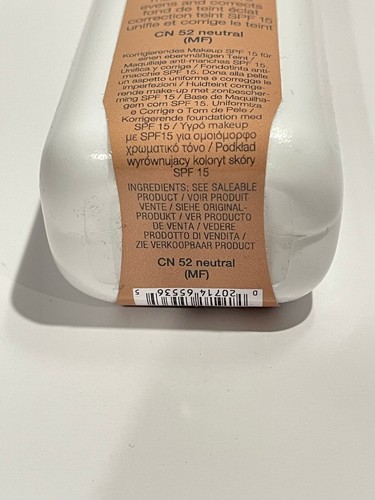 evens and corrects
fond de teint éclat
correction teint SPF 15
unifie et corrige le teint
CN 52 neutral
(MF)
Korrigierendes Makeup SPF 15 für
einen ebenmäßigen Teint /
Maquillaje anti-manchas SPF 15.
Unifica y corrige / Fondotinta anti-
macchie SPF 15. Dona alla pelle
un aspetto uniforme e corregge le
imperfezioni / Huidteint corrige-
rende make-up met zonbescher-
ming SPF 15 / Base de Maquilha-
gem com SPF 15. Uniformiza
e Corrige o Tom de Pele /
Korrigerende foundation med
SPF 15 / Υγρό makeup
με SPF15 για ομοιόμορφο
χρωματικό τόνο / Podkład
wyrównujący koloryt skóry
SPF 15
INGREDIENTS: SEE SALEABLE
PRODUCT / VOIR PRODUIT
VENTE / SIEHE ORIGINAL-
PRODUKT / VER PRODUCTO
DE VENTA / VEDERE
PRODOTTO DI VENDITA /
ZIE VERKOOPBAAR PRODUCT
CN 52 neutral
(MF)
0 20714 65536 5